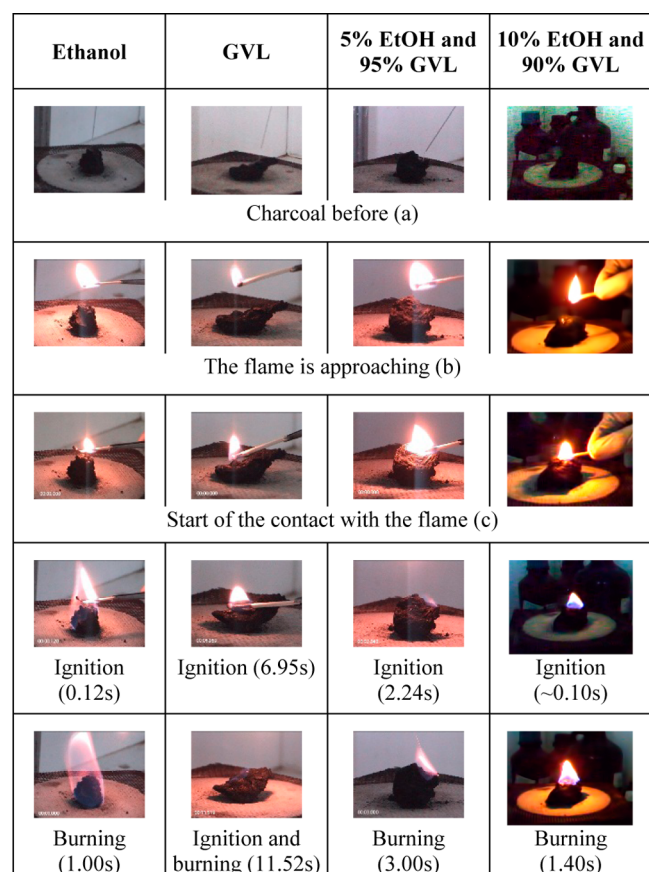 Ethanol
GVL
5% EtOH and
95% GVL
10% EtOH and
90% GVL
Charcoal before (a)
The flame is approaching (b)
Start of the contact with the flame (c)
Ignition
(0.12s)
Ignition (6.95s)
Ignition
(2.24s)
Ignition
(~0.10s)
Burning
(1.00s)
Ignition and
burning (11.52s)
Burning
(3.00s)
Burning
(1.40s)